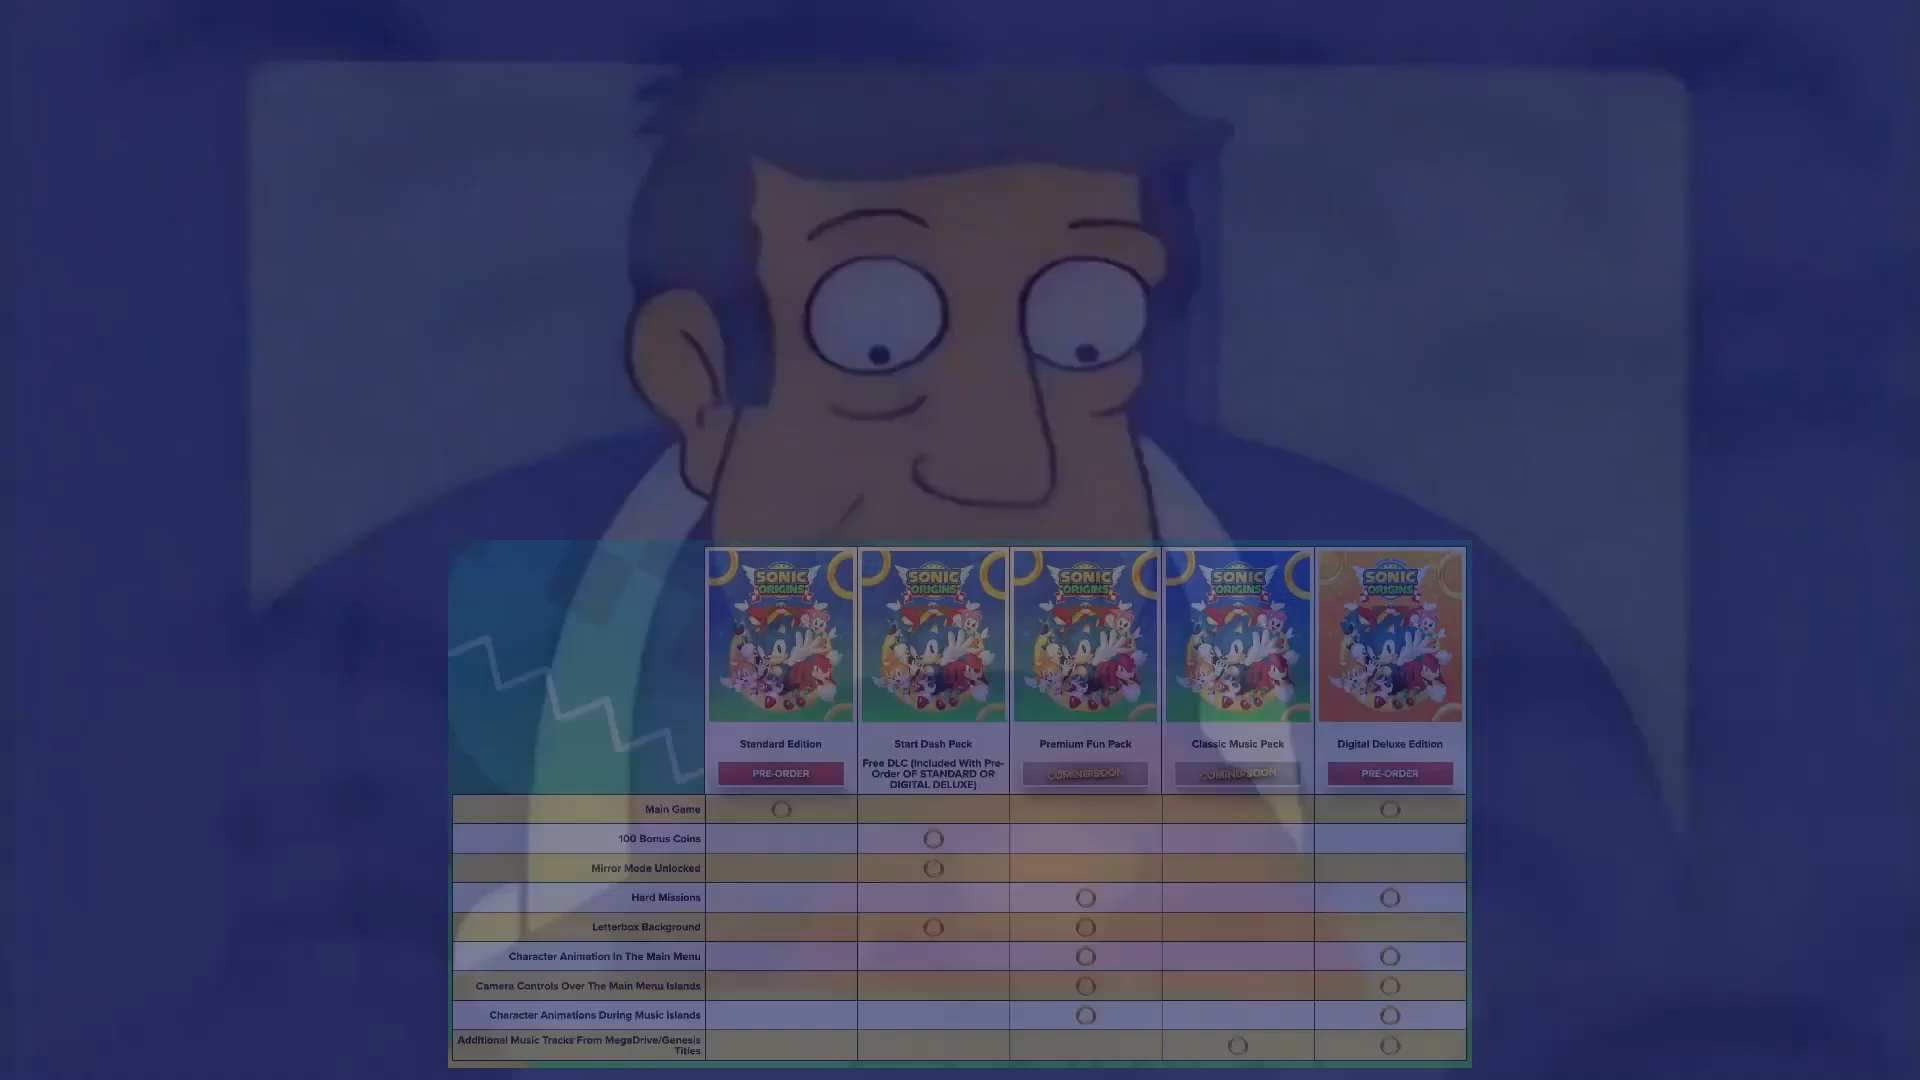 SONIC ORIGINS
SONIC ORIGINS
SONIC ORIGINS
SONIC ORIGINS
SONIC ORIGINS
Standard Edition
PRE-ORDER
Start Dash Pack
Free DLC (Included With Pre-
Order OF STANDARD OR
DIGITAL DELUXE)
Premium Fun Pack
COMING SOON
Classic Music Pack
COMING SOON
Digital Deluxe Edition
PRE-ORDER
Main Game
100 Bonus Coins
Mirror Mode Unlocked
Hard Missions
Letterbox Background
Character Animation In The Main Menu
Camera Controls Over The Main Menu Islands
Character Animations During Music Islands
Additional Music Tracks From MegaDrive/Genesis
Titles